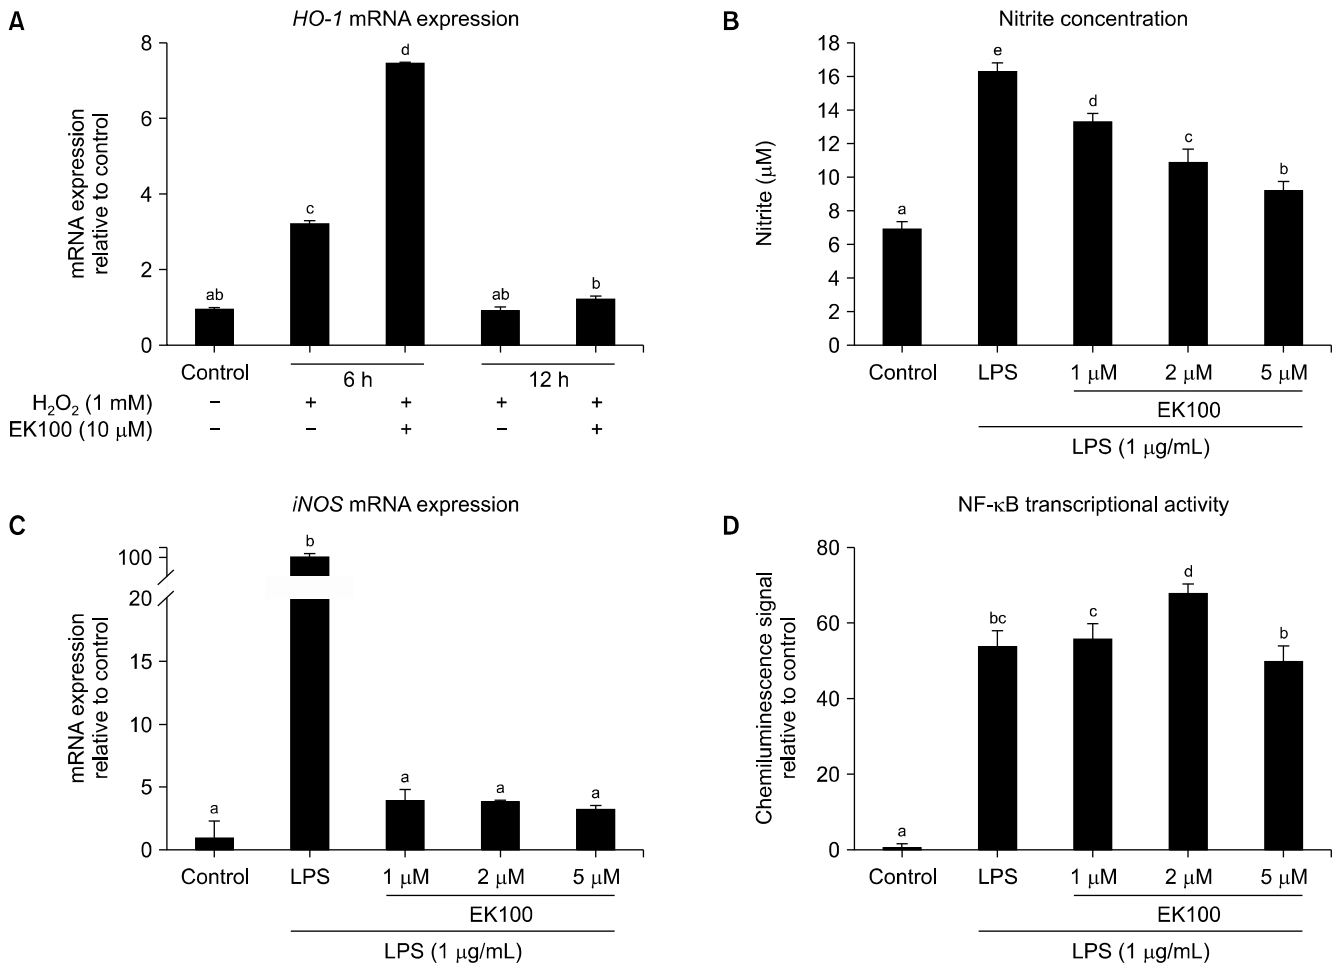 A
HO-1 mRNA expression
mRNA expression
relative to control
8
6
4
2
0
ab
c
d
ab
b
Control
6 h
12 h
H₂O₂ (1 mM) − + + + +
EK100 (10 μM) − − + − +
B
Nitrite concentration
Nitrite (μM)
18
16
14
12
10
8
6
4
2
0
a
e
d
c
b
Control LPS 1 μM 2 μM 5 μM
EK100
LPS (1 μg/mL)
C
iNOS mRNA expression
mRNA expression
relative to control
100
20
15
10
5
0
a
b
a
a
a
Control LPS 1 μM 2 μM 5 μM
EK100
LPS (1 μg/mL)
D
NF-κB transcriptional activity
Chemiluminescence signal
relative to control
80
60
40
20
0
a
bc
c
d
b
Control LPS 1 μM 2 μM 5 μM
EK100
LPS (1 μg/mL)